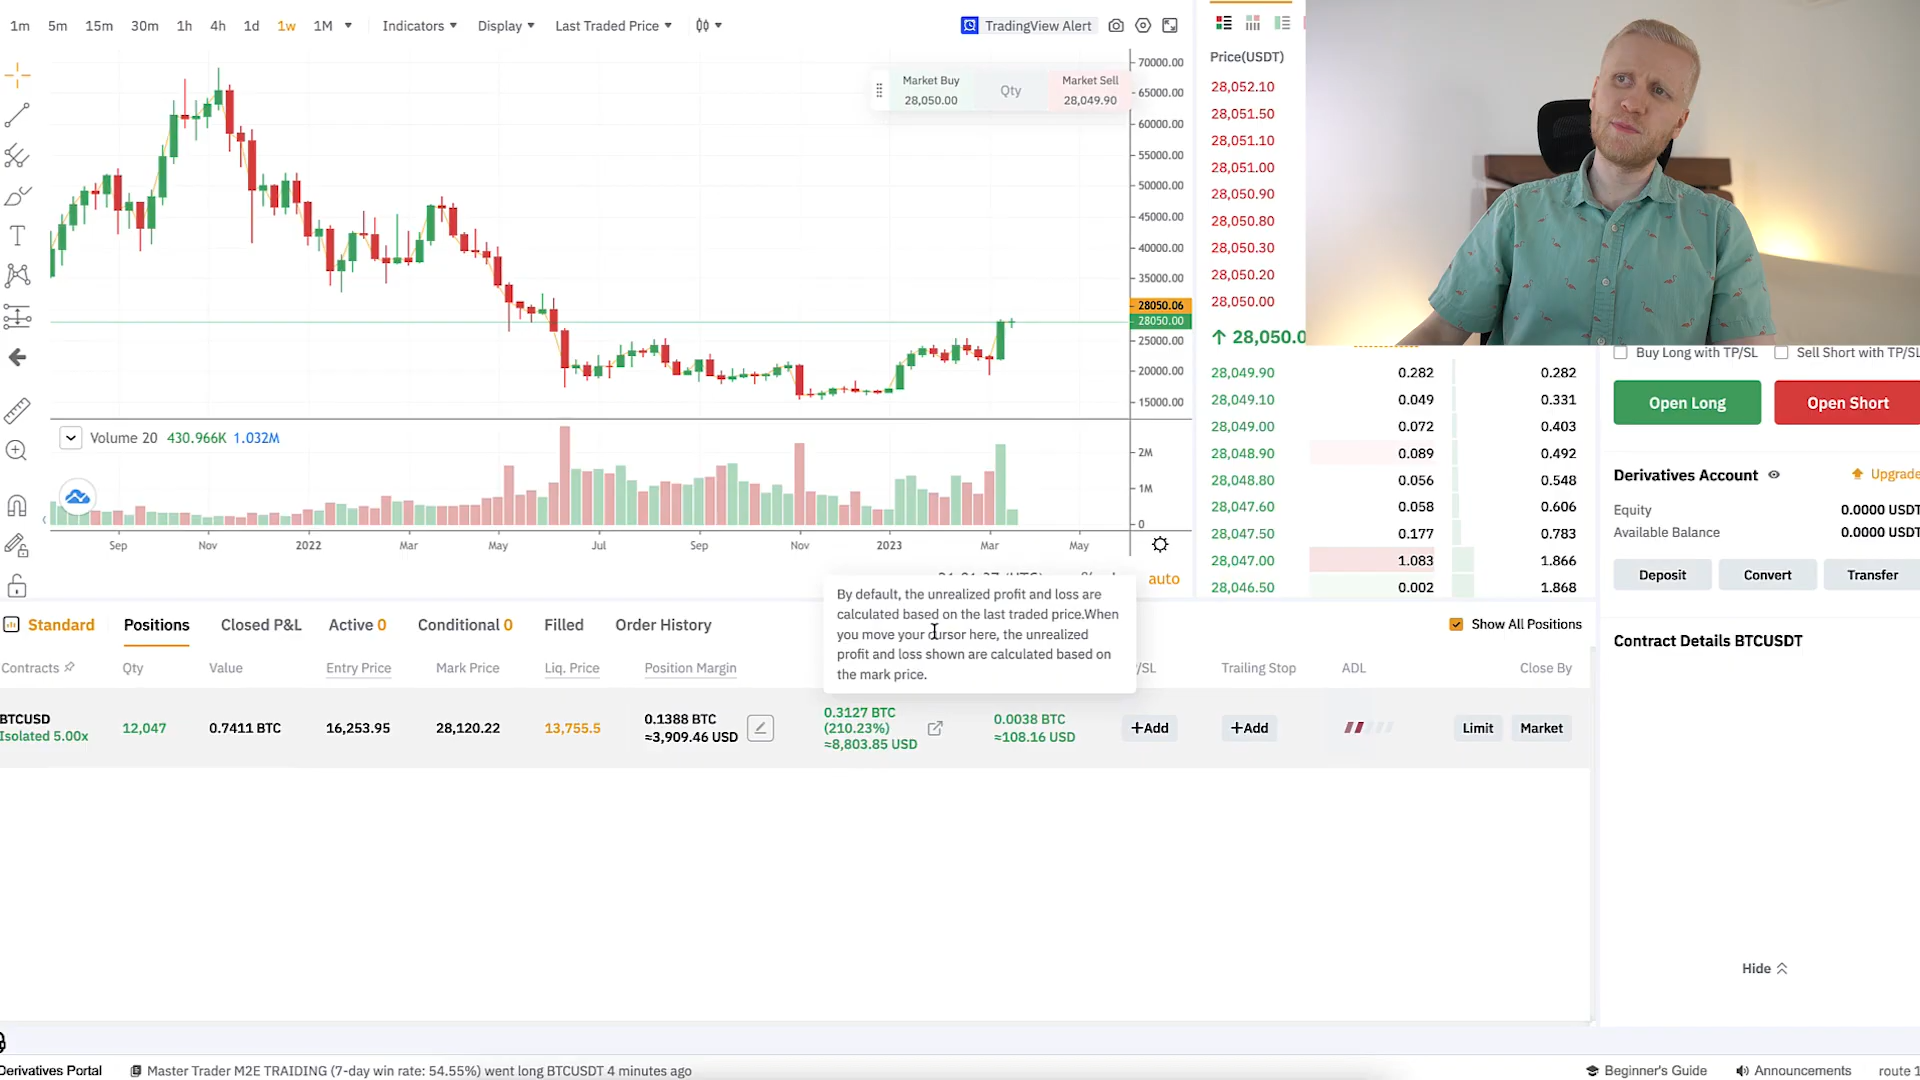 1m 5m 15m 30m 1h 4h 1d 1w 1M Indicators Display Last Traded Price TradingView Alert
Market Buy
28,050.00
Qty
Market Sell
28,049.90
70000.00
65000.00
60000.00
55000.00
50000.00
45000.00
40000.00
35000.00
28050.06
28050.00
25000.00
20000.00
15000.00
Volume 20 430.966K 1.032M
2M
1M
0
Sep Nov 2022 Mar May Jul Sep Nov 2023 Mar May
auto
Price(USDT)
28,052.10
28,051.50
28,051.10
28,051.00
28,050.90
28,050.80
28,050.30
28,050.20
28,050.00
↑ 28,050.0
28,049.90 0.282 0.282
28,049.10 0.049 0.331
28,049.00 0.072 0.403
28,048.90 0.089 0.492
28,048.80 0.056 0.548
28,047.60 0.058 0.606
28,047.50 0.177 0.783
28,047.00 1.083 1.866
28,046.50 0.002 1.868
Buy Long with TP/SL Sell Short with TP/SL
Open Long Open Short
Derivatives Account Upgrade
Equity 0.0000 USDT
Available Balance 0.0000 USDT
Deposit Convert Transfer
Contract Details BTCUSDT
Hide
By default, the unrealized profit and loss are
calculated based on the last traded price.When
you move your cursor here, the unrealized
profit and loss shown are calculated based on
the mark price.
Standard Positions Closed P&L Active 0 Conditional 0 Filled Order History Show All Positions
Contracts Qty Value Entry Price Mark Price Liq. Price Position Margin /SL Trailing Stop ADL Close By
BTCUSD
Isolated 5.00x
12,047 0.7411 BTC 16,253.95 28,120.22 13,755.5
0.1388 BTC
≈3,909.46 USD
0.3127 BTC
(210.23%)
≈8,803.85 USD
0.0038 BTC
≈108.16 USD
+Add +Add Limit Market
Derivatives Portal Master Trader M2E TRAIDING (7-day win rate: 54.55%) went long BTCUSDT 4 minutes ago Beginner's Guide Announcements route 1